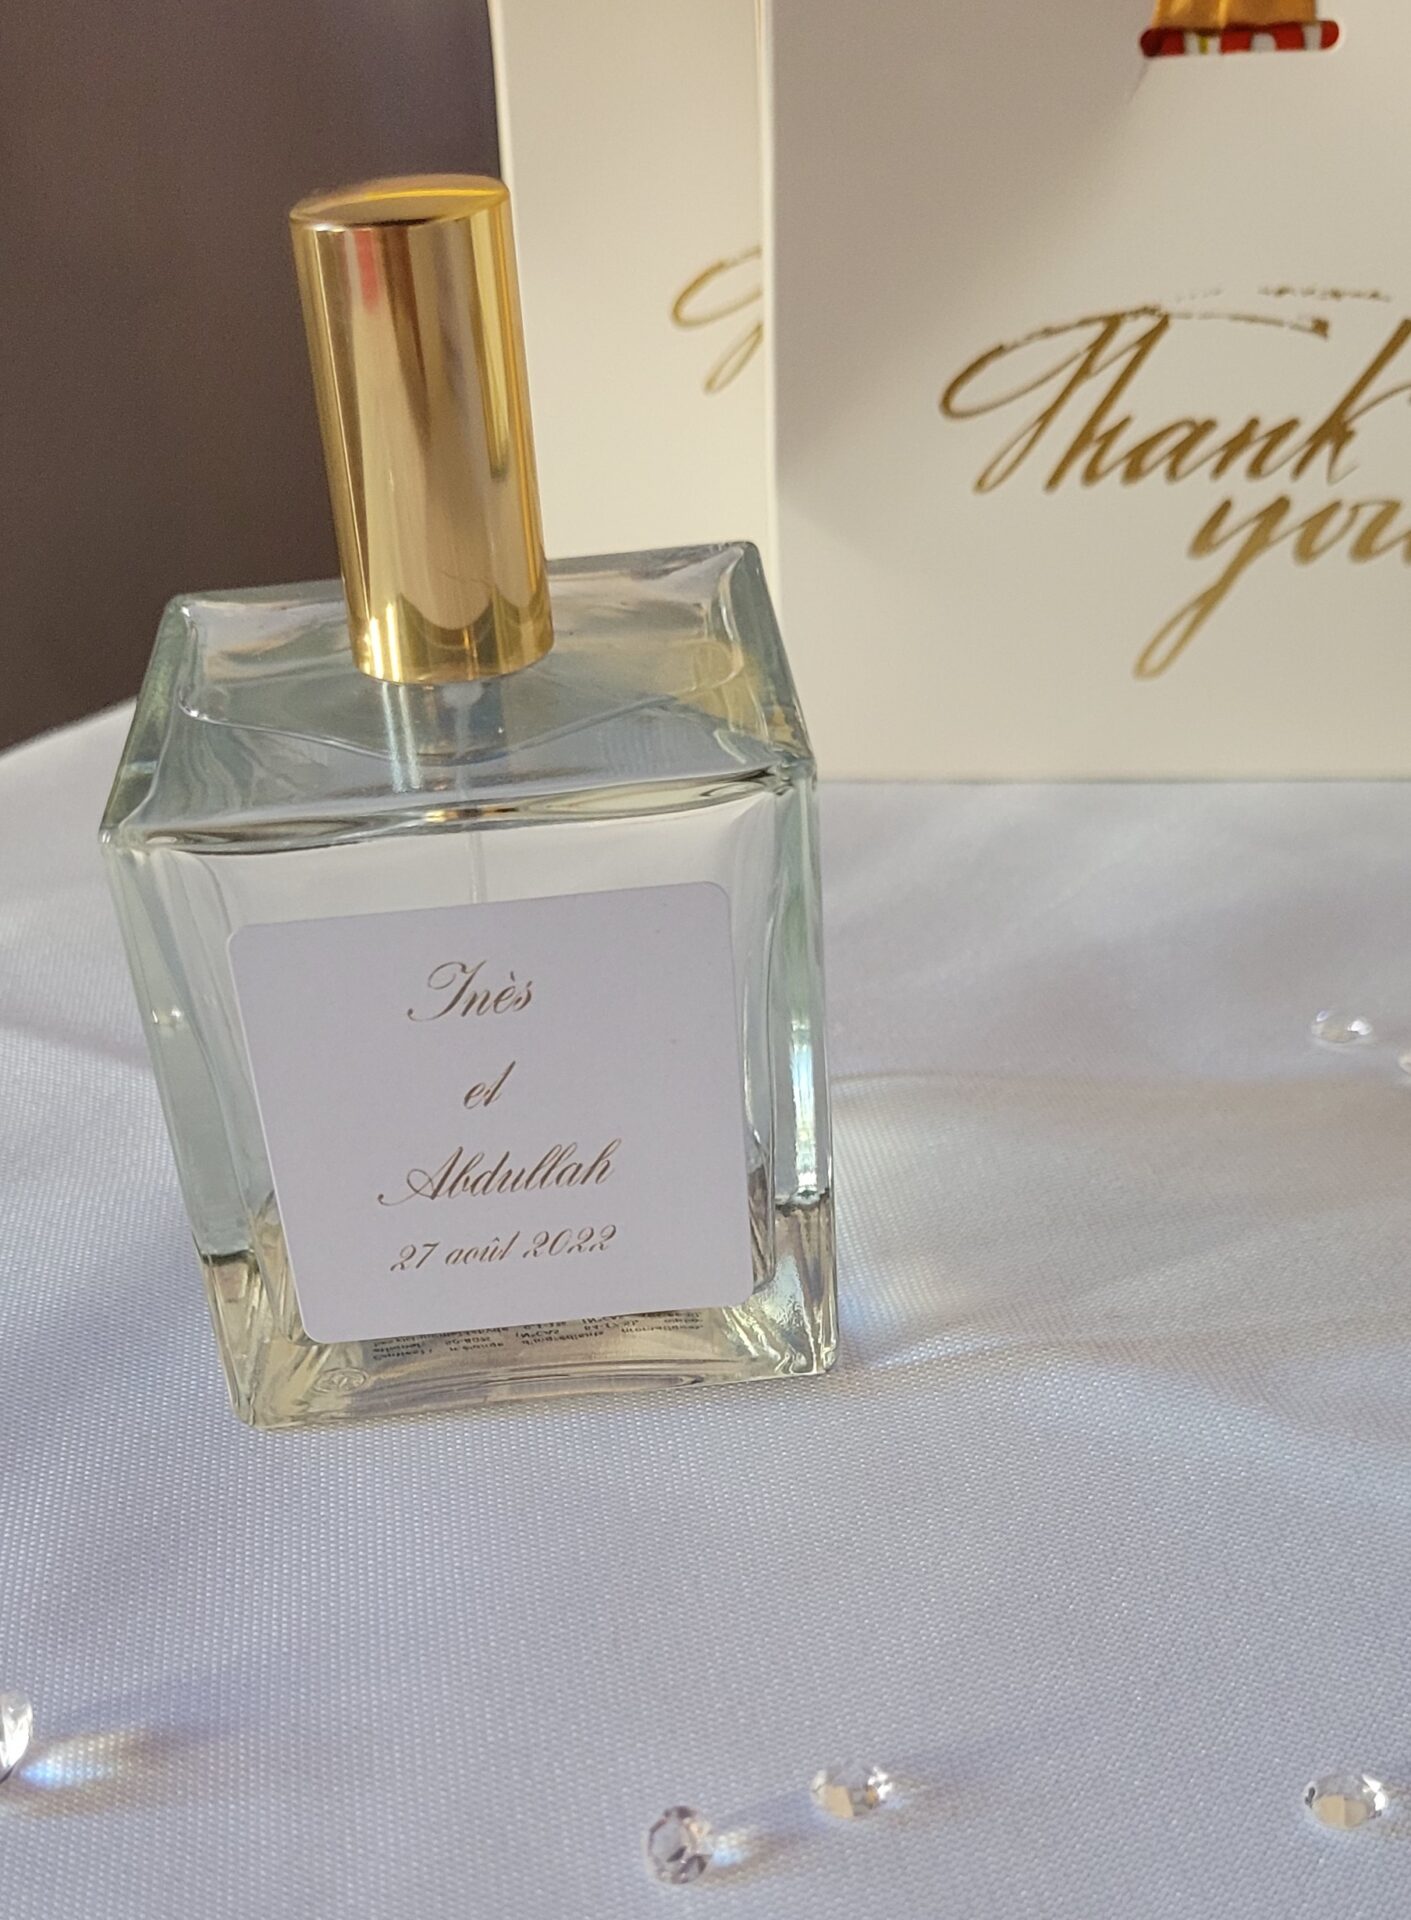 Thank
you
Inès
et
Abdullah
27 août 2022